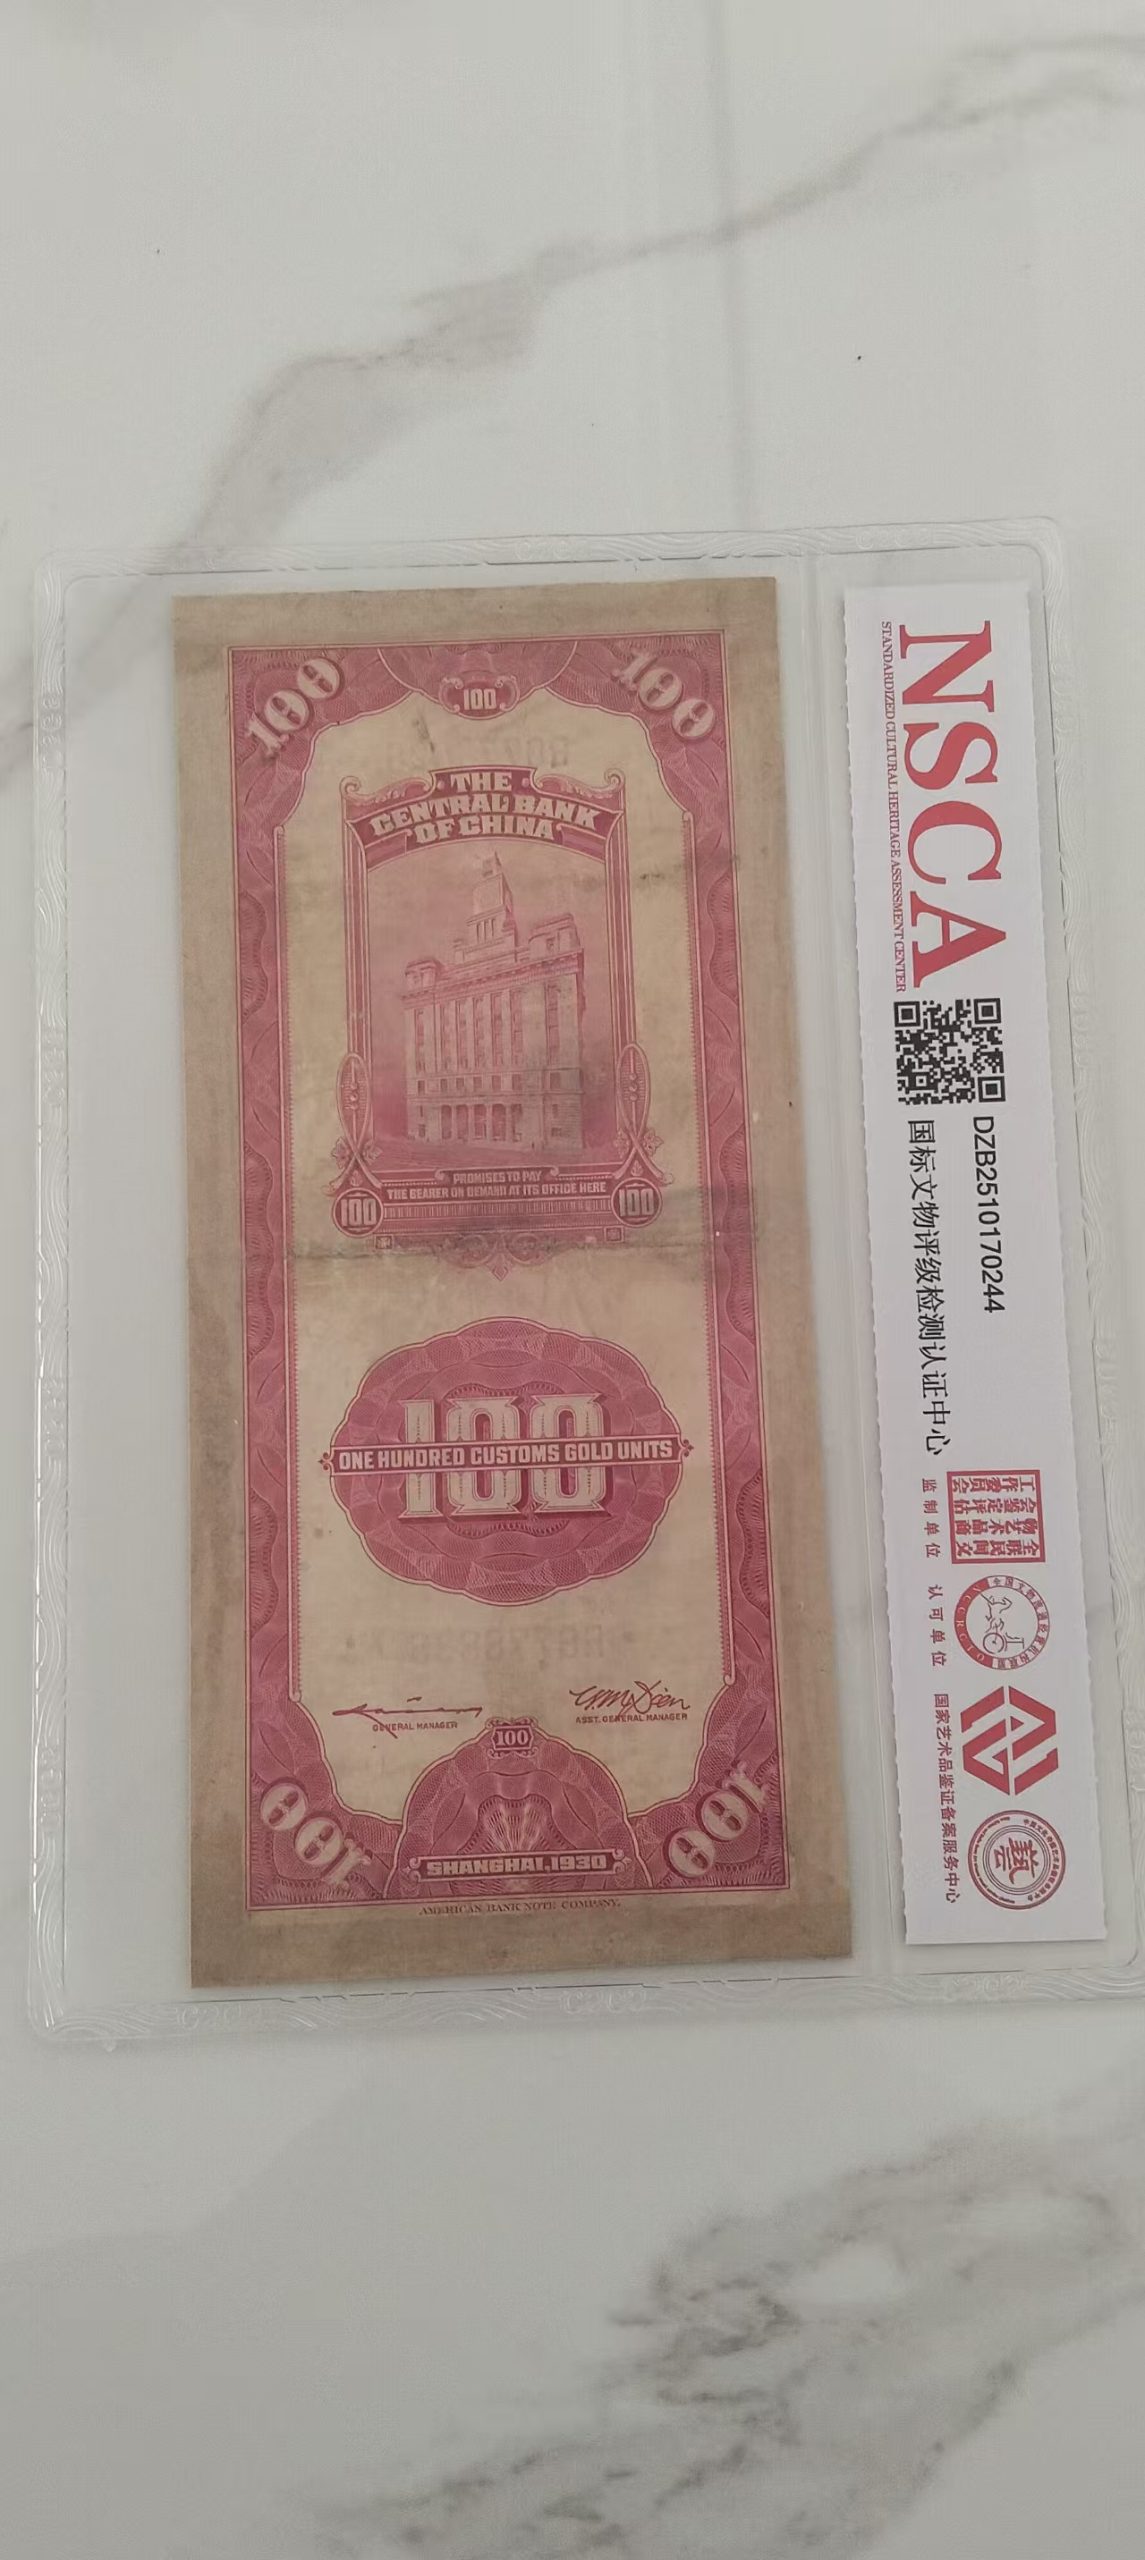 100
100
100
THE
CENTRAL BANK
OF CHINA
PROMISES TO PAY
THE BEARER ON DEMAND AT ITS OFFICE HERE
100
100
100
ONE HUNDRED CUSTOMS GOLD UNITS
GENERAL MANAGER
ASST. GENERAL MANAGER
100
100
100
SHANGHAI, 1930
AMERICAN BANK NOTE COMPANY.
NSCA
STANDARDIZED CULTURAL HERITAGE ASSESSMENT CENTER
DZB2510170244
国标文物评级检测认证中心
监制单位
认可单位
国家艺术品鉴证备案服务中心
藝